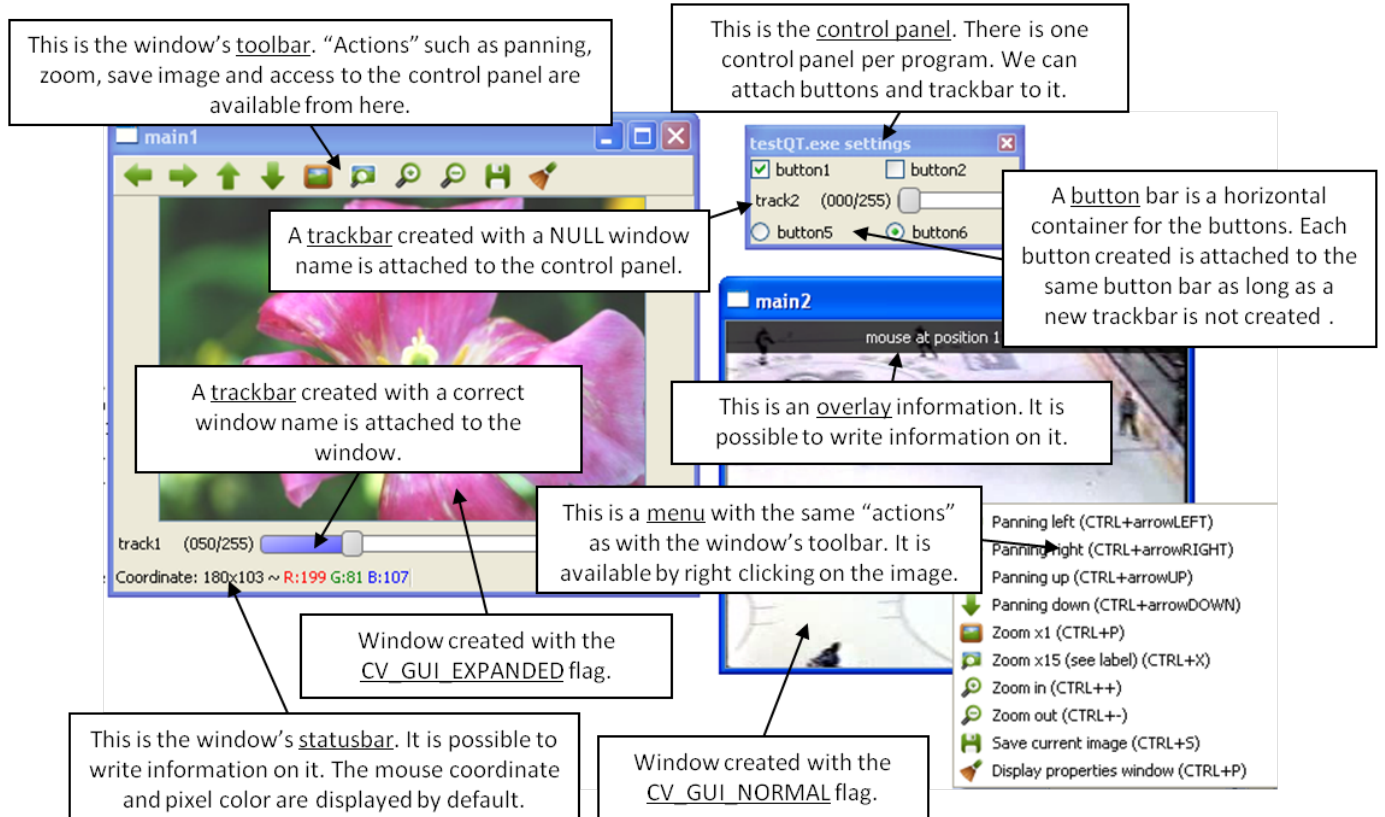 This is the window’s toolbar. “Actions” such as panning,
zoom, save image and access to the control panel are
available from here.
This is the control panel. There is one
control panel per program. We can
attach buttons and trackbar to it.
main1
testQT.exe settings
button1
button2
track2 (000/255)
button5
button6
A button bar is a horizontal
container for the buttons. Each
button created is attached to the
same button bar as long as a
new trackbar is not created .
A trackbar created with a NULL window
name is attached to the control panel.
main2
mouse at position 1
A trackbar created with a correct
window name is attached to the
window.
This is an overlay information. It is
possible to write information on it.
This is a menu with the same “actions”
as with the window’s toolbar. It is
available by right clicking on the image.
track1 (050/255)
Coordinate: 180x103 ~ R:199 G:81 B:107
Panning left (CTRL+arrowLEFT)
Panning right (CTRL+arrowRIGHT)
Panning up (CTRL+arrowUP)
Panning down (CTRL+arrowDOWN)
Zoom x1 (CTRL+P)
Zoom x15 (see label) (CTRL+X)
Zoom in (CTRL++)
Zoom out (CTRL+-)
Save current image (CTRL+S)
Display properties window (CTRL+P)
Window created with the
CV_GUI_EXPANDED flag.
This is the window’s statusbar. It is possible to
write information on it. The mouse coordinate
and pixel color are displayed by default.
Window created with the
CV_GUI_NORMAL flag.